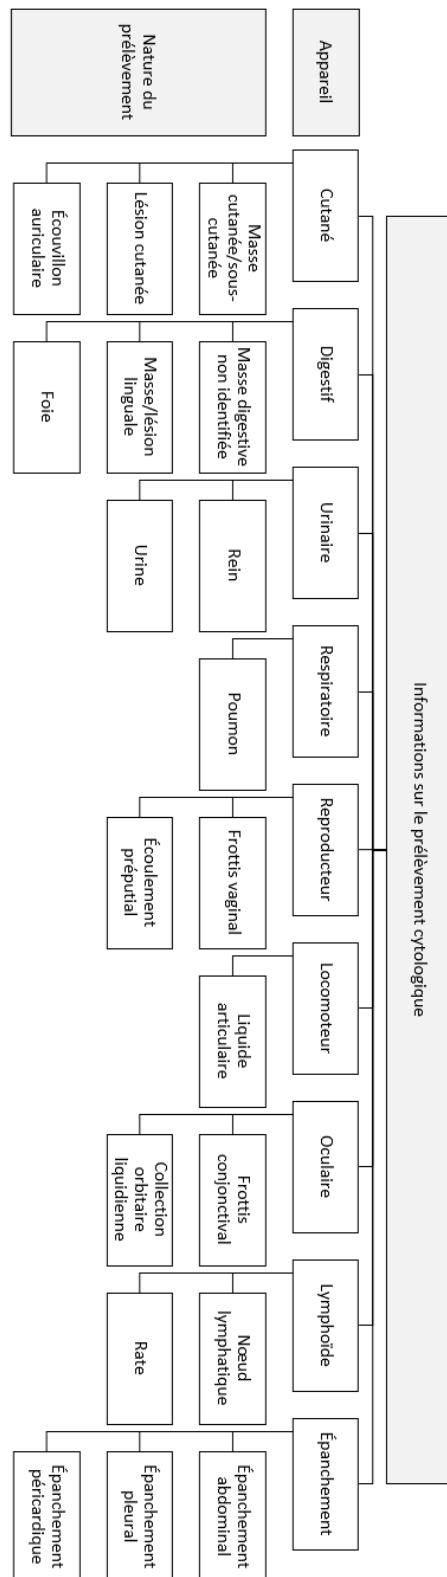 Informations sur le prélèvement cytologique
Appareil
Cutané
Digestif
Urinaire
Respiratoire
Reproducteur
Locomoteur
Oculaire
Lymphoïde
Épanchement
Nature du
prélèvement
Masse
cutanée/sous-
cutanée
Masse digestive
non identifiée
Rein
Poumon
Frottis vaginal
Liquide
articulaire
Frottis
conjonctival
Nœud
lymphatique
Épanchement
abdominal
Lésion cutanée
Masse/lésion
linguale
Urine
Écoulement
préputial
Collection
orbitaire
liquidienne
Rate
Épanchement
pleural
Écouvillon
auriculaire
Foie
Épanchement
péricardique